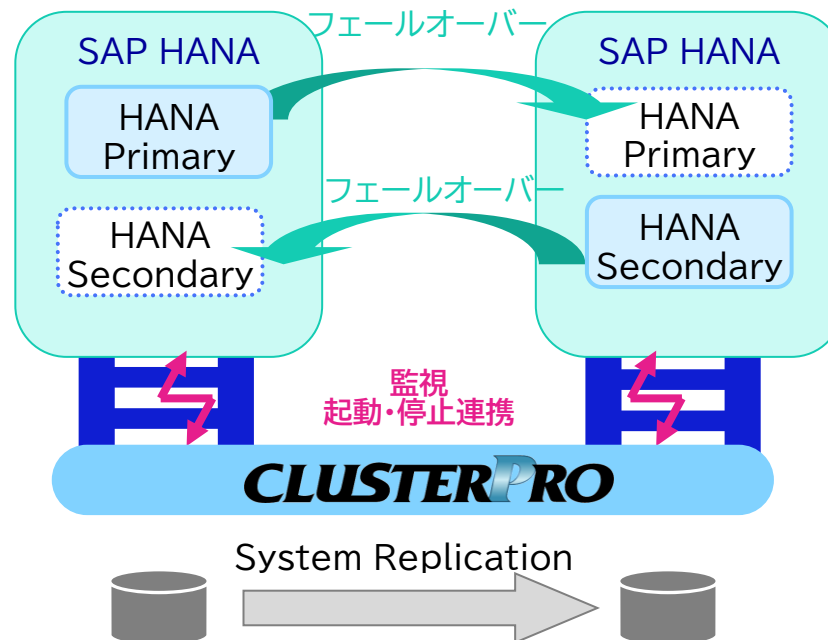 フェールオーバー
SAP HANA
SAP HANA
HANA
Primary
HANA
Primary
フェールオーバー
HANA
Secondary
HANA
Secondary
監視
起動・停止連携
CLUSTERPRO
System Replication